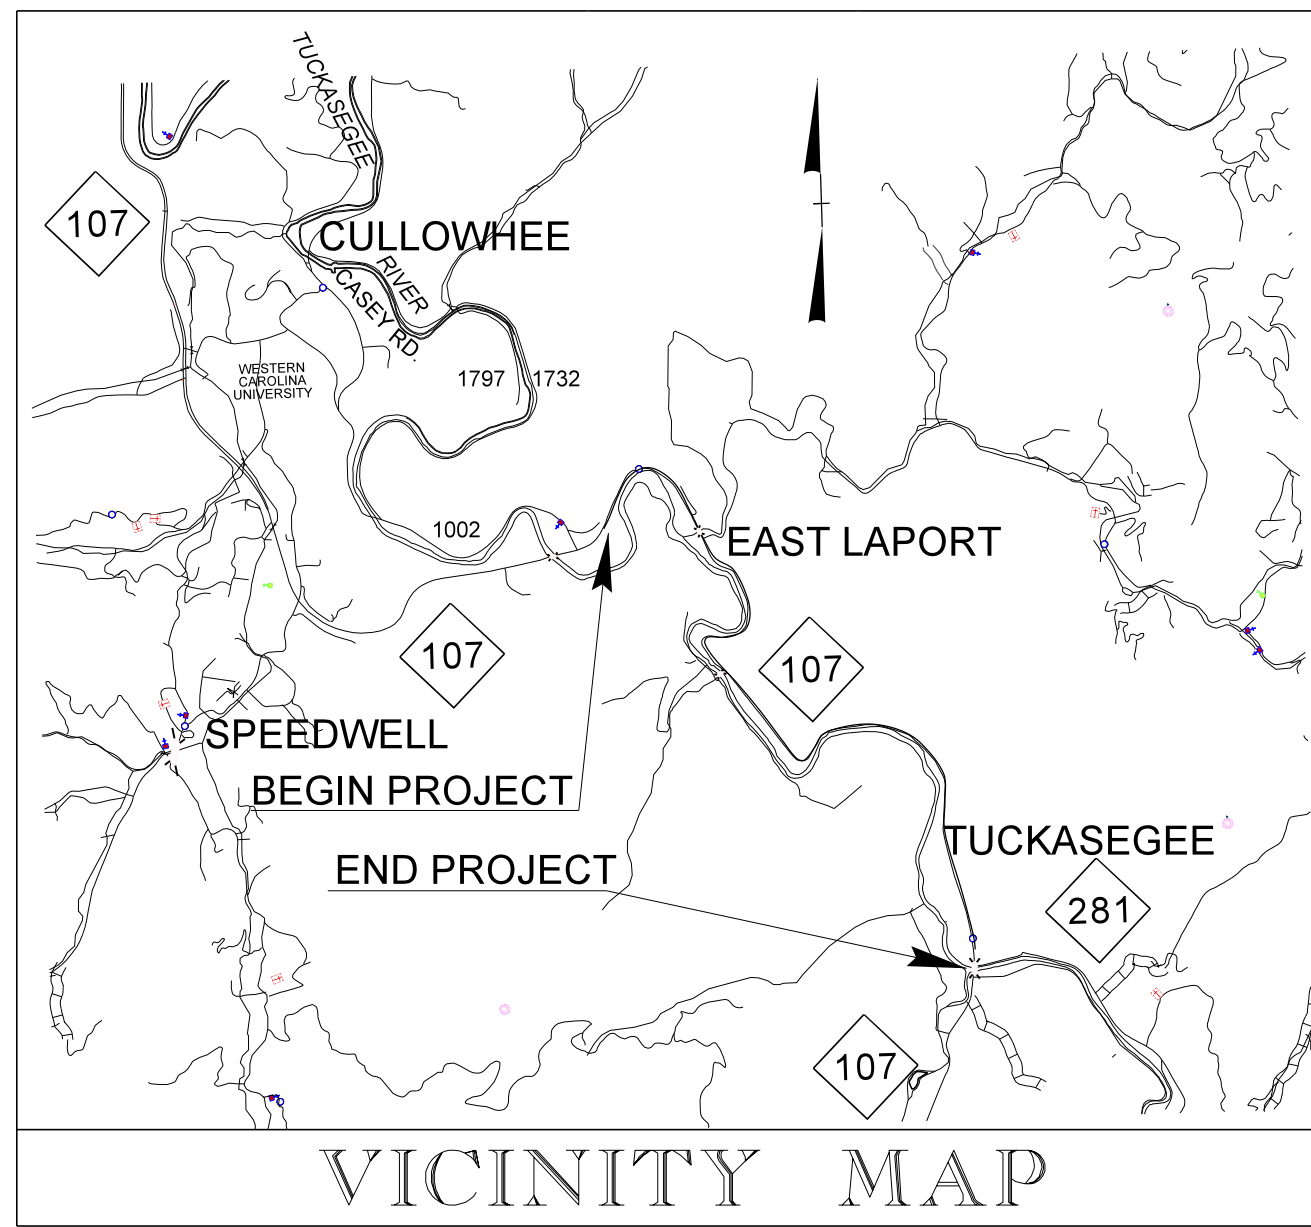 TUCKASEGEE
107
CULLOWHEE
RIVER
CASEY RD.
WESTERN
CAROLINA
UNIVERSITY
1797
1732
1002
EAST LAPORT
107
107
SPEEDWELL
BEGIN PROJECT
TUCKASEGEE
END PROJECT
281
107
VICINITY MAP